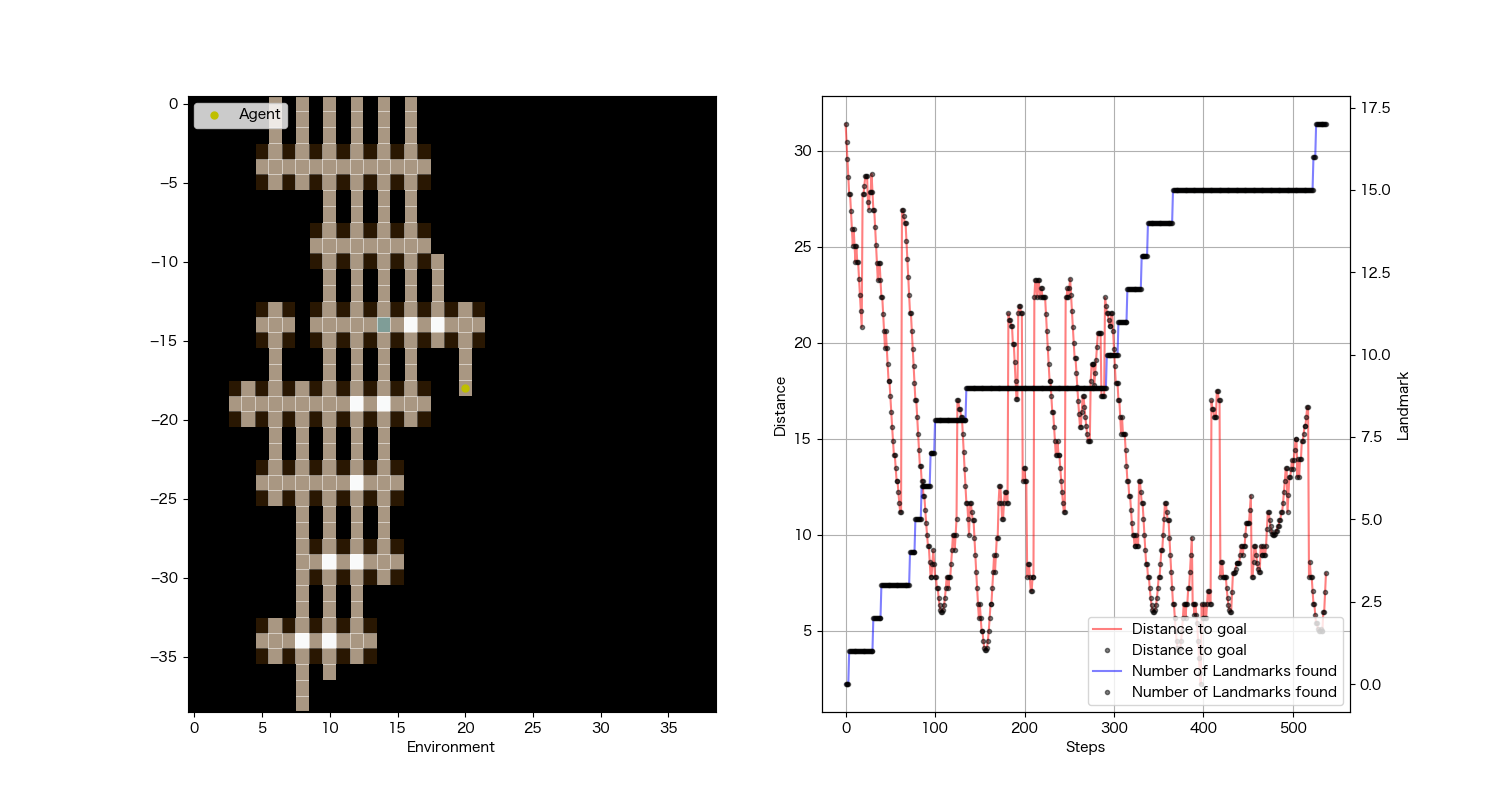 Agent
0
−5
−10
−15
−20
−25
−30
−35
0 5 10 15 20 25 30 35
Environment
Distance
30
25
20
15
10
5
0 100 200 300 400 500
Steps
17.5
15.0
12.5
10.0
7.5
5.0
2.5
0.0
Landmark
Distance to goal
Distance to goal
Number of Landmarks found
Number of Landmarks found